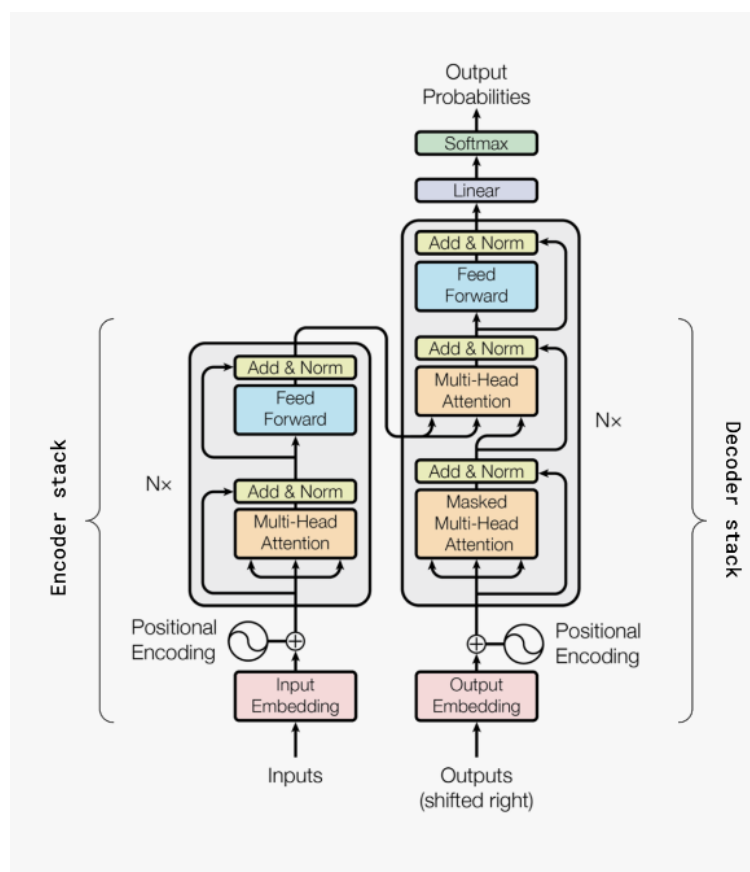 Output
Probabilities
Softmax
Linear
Add & Norm
Feed
Forward
Add & Norm
Multi-Head
Attention
Add & Norm
Masked
Multi-Head
Attention
Nx
Decoder stack
Add & Norm
Feed
Forward
Add & Norm
Multi-Head
Attention
Nx
Encoder stack
Positional
Encoding
Positional
Encoding
Input
Embedding
Output
Embedding
Inputs
Outputs
(shifted right)